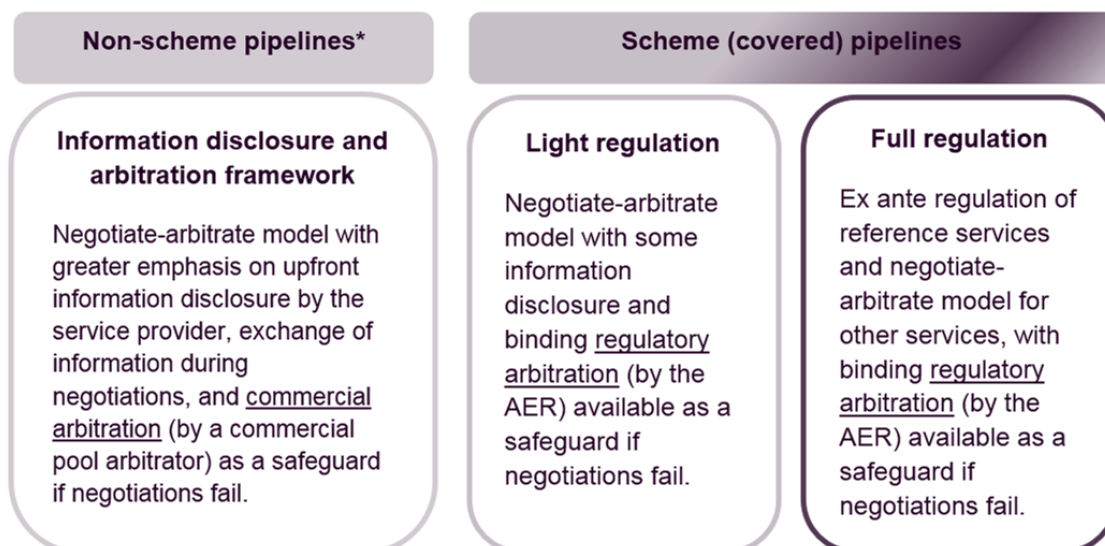 Non-scheme pipelines*
Scheme (covered) pipelines
Information disclosure and
arbitration framework
Negotiate-arbitrate model with
greater emphasis on upfront
information disclosure by the
service provider, exchange of
information during
negotiations, and commercial
arbitration (by a commercial
pool arbitrator) as a safeguard
if negotiations fail.
Light regulation
Negotiate-arbitrate
model with some
information
disclosure and
binding regulatory
arbitration (by the
AER) available as a
safeguard if
negotiations fail.
Full regulation
Ex ante regulation of
reference services
and negotiate-
arbitrate model for
other services, with
binding regulatory
arbitration (by the
AER) available as a
safeguard if
negotiations fail.